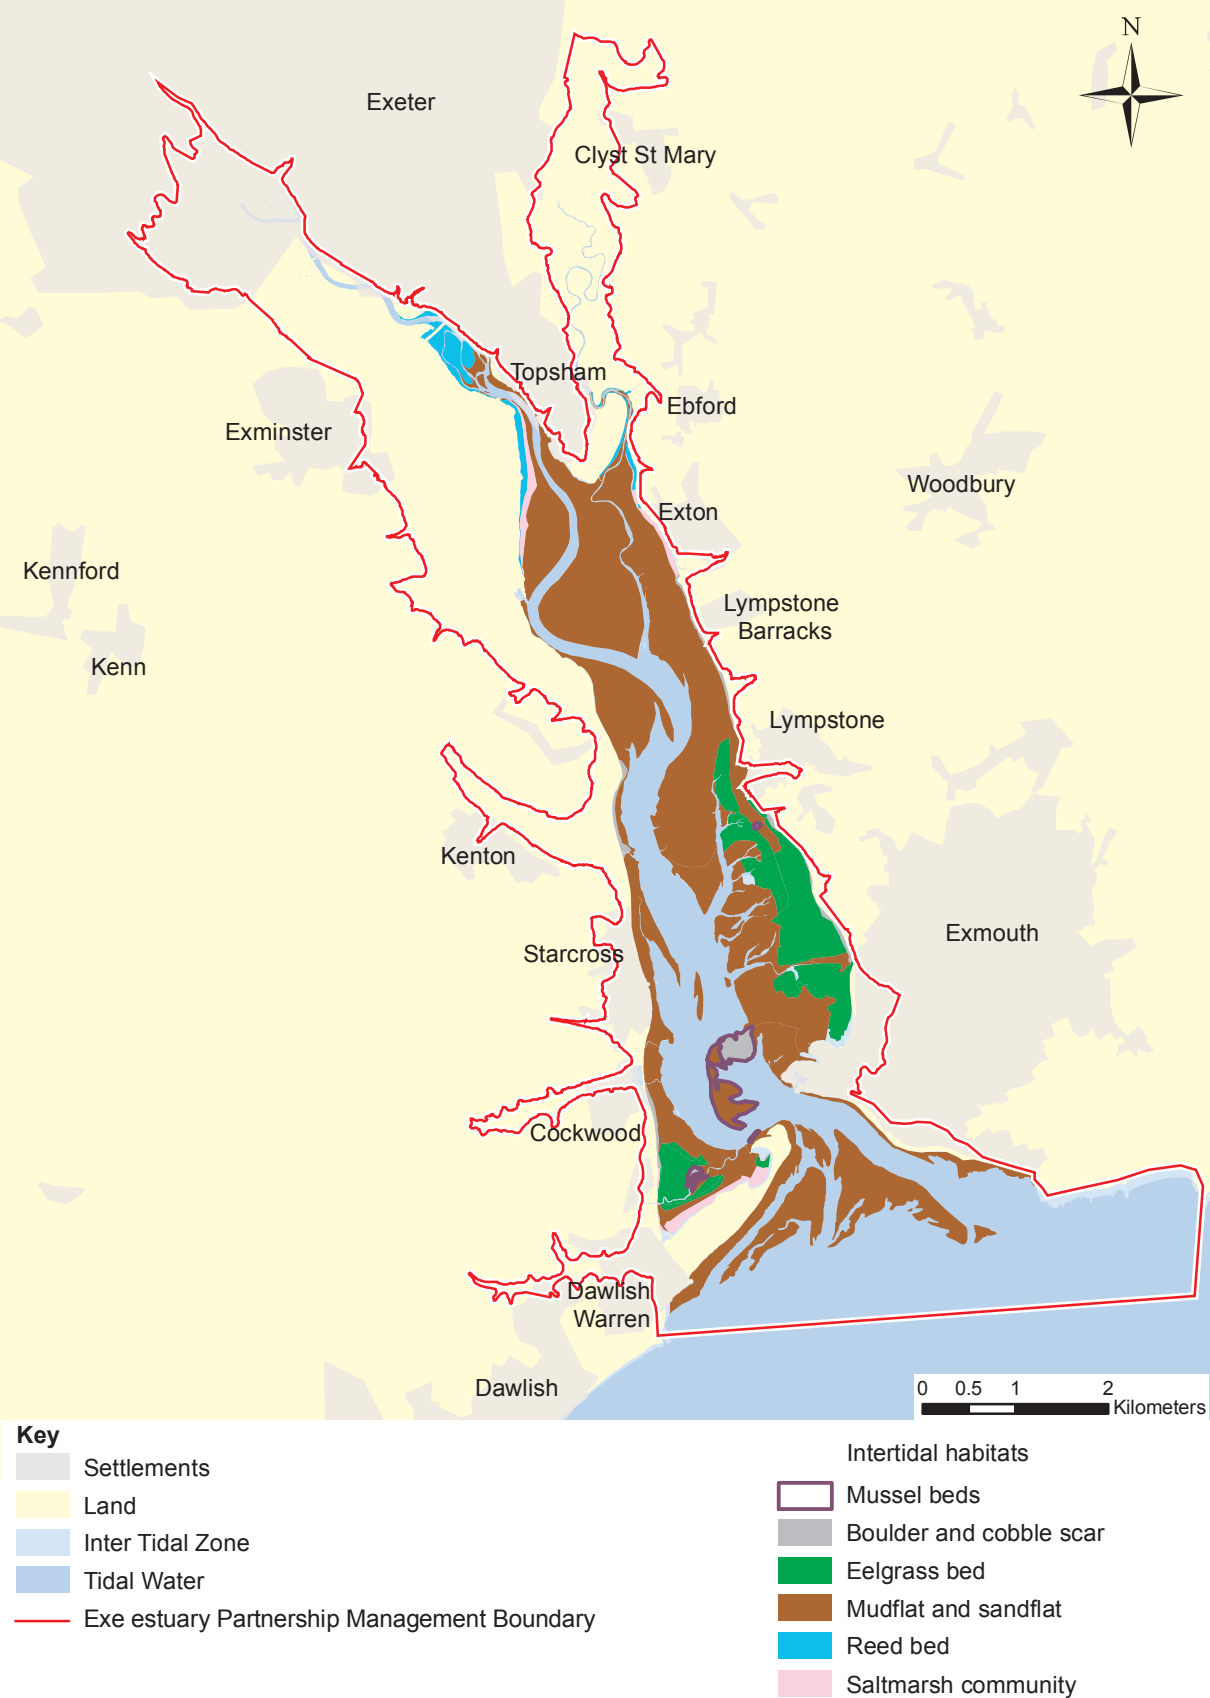 N
Exeter
Clyst St Mary
Topsham
Ebford
Exminster
Woodbury
Exton
Kennford
Lympstone
Barracks
Kenn
Lympstone
Kenton
Exmouth
Starcross
Cockwood
Dawlish
Warren
Dawlish
0 0.5 1 2
Kilometers
Key
Settlements
Land
Inter Tidal Zone
Tidal Water
Exe estuary Partnership Management Boundary
Intertidal habitats
Mussel beds
Boulder and cobble scar
Eelgrass bed
Mudflat and sandflat
Reed bed
Saltmarsh community